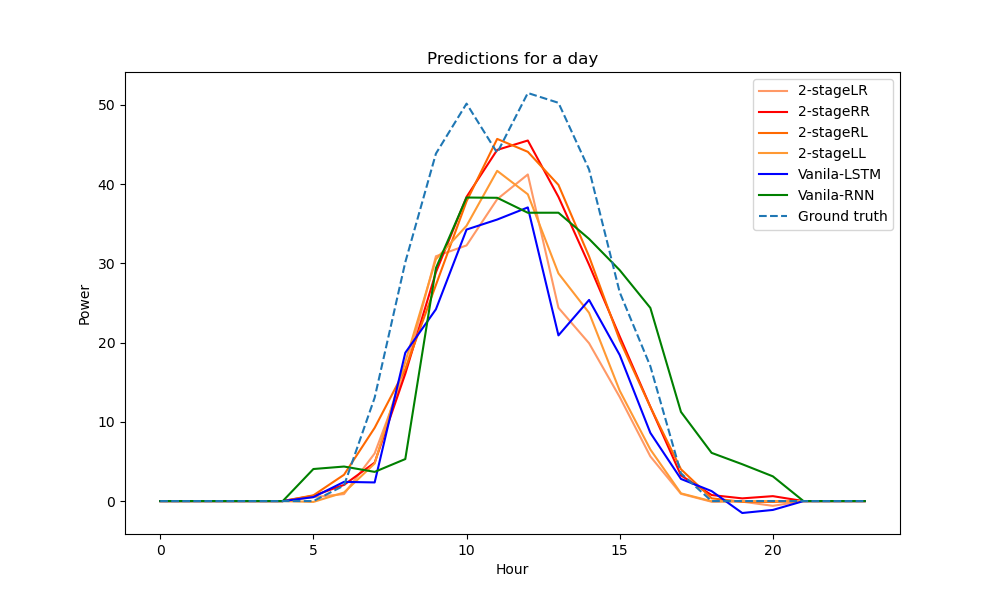 Predictions for a day
2-stageLR
2-stageRR
2-stageRL
2-stageLL
Vanila-LSTM
Vanila-RNN
Ground truth
50
40
30
20
10
0
Power
0 5 10 15 20
Hour